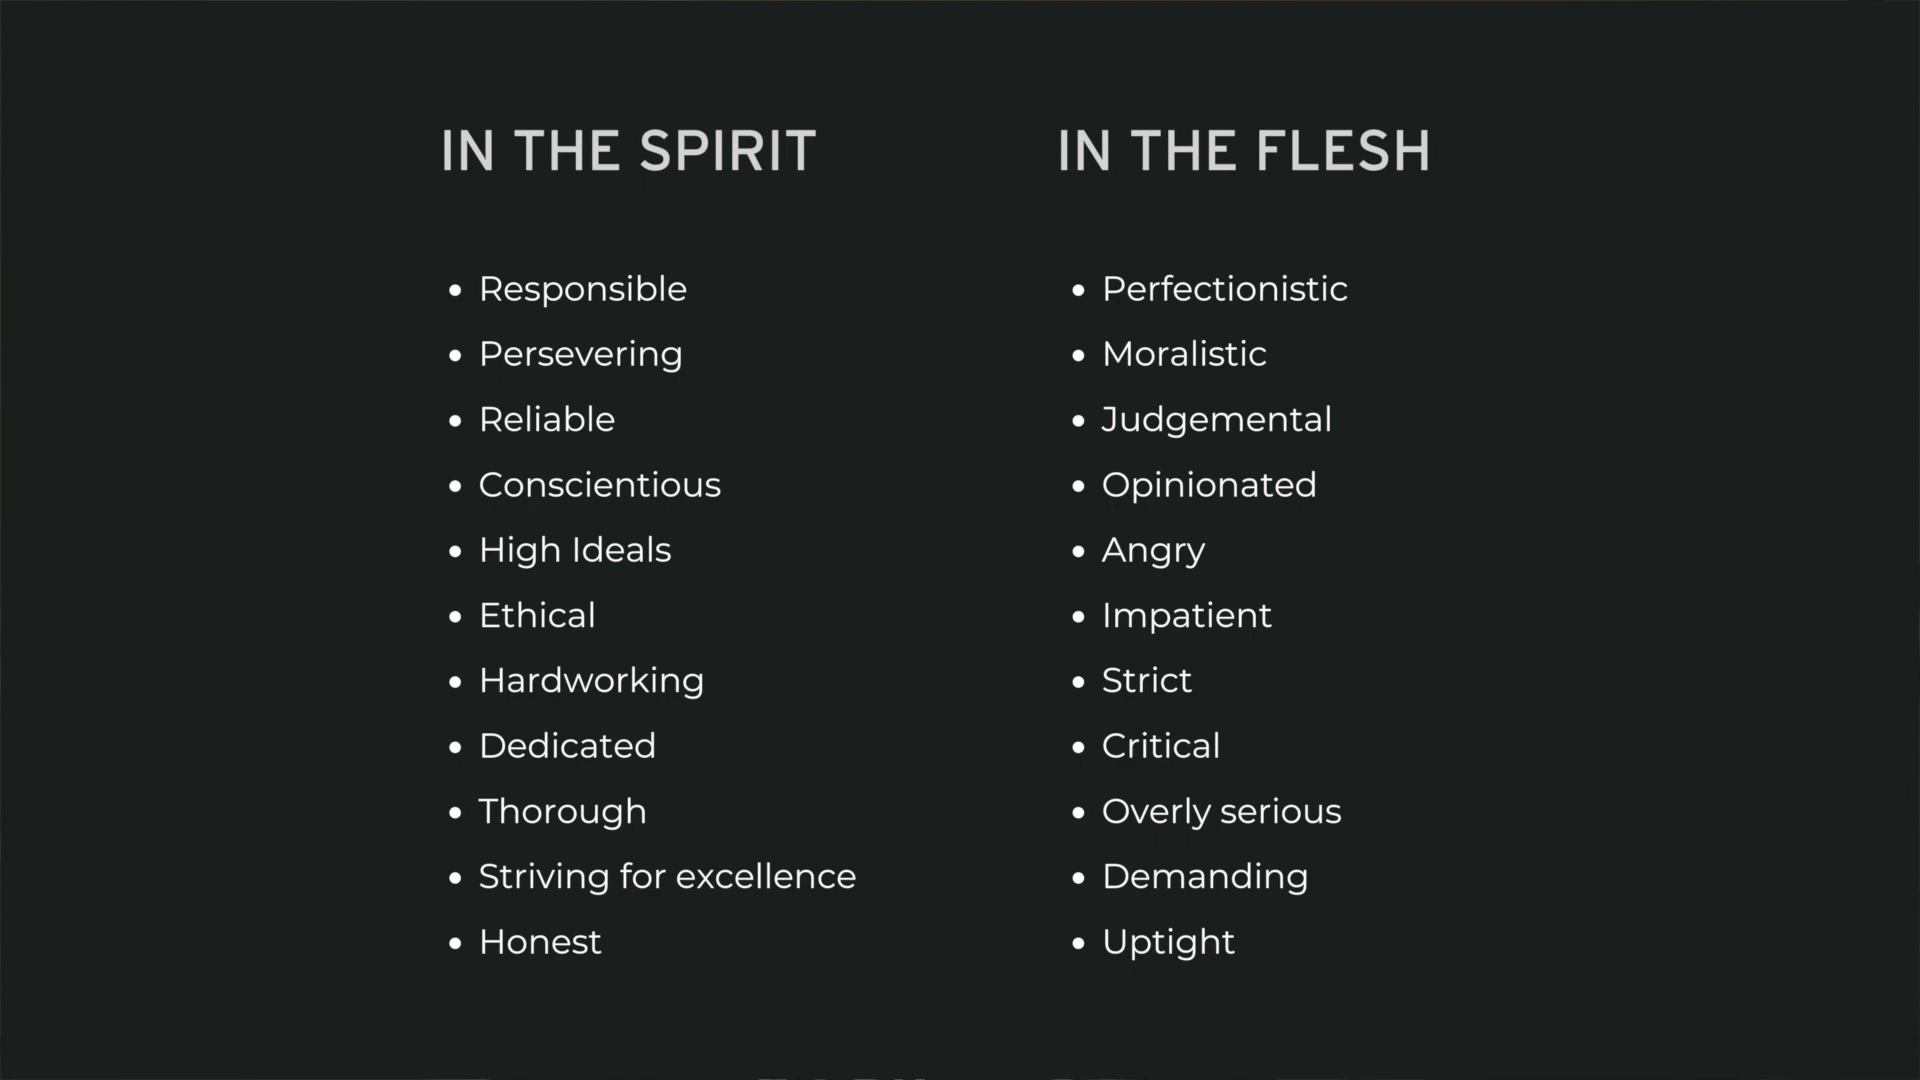 IN THE SPIRIT
• Responsible
• Persevering
• Reliable
• Conscientious
• High Ideals
• Ethical
• Hardworking
• Dedicated
• Thorough
• Striving for excellence
• Honest
IN THE FLESH
• Perfectionistic
• Moralistic
• Judgemental
• Opinionated
• Angry
• Impatient
• Strict
• Critical
• Overly serious
• Demanding
• Uptight